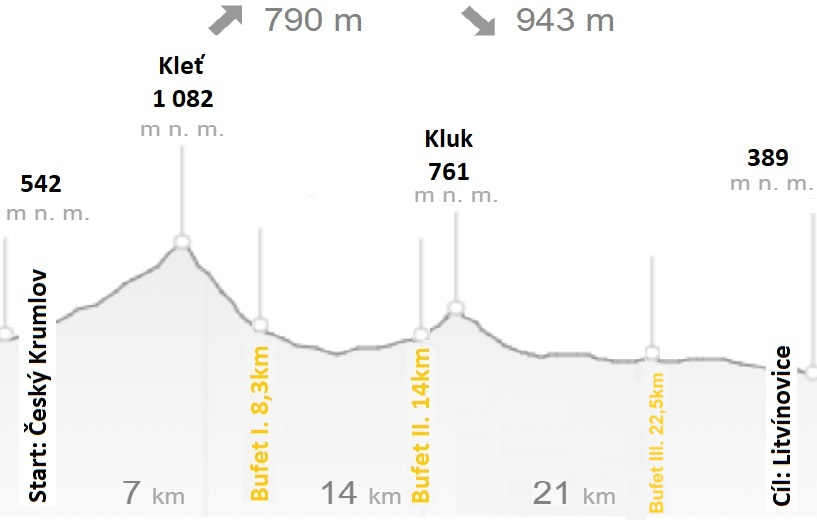 790 m
943 m
Kleť
1 082
m n. m.
Kluk
761
m n. m.
389
m n. m.
542
m n. m.
Start: Český Krumlov
Bufet I. 8,3km
Bufet II. 14km
Bufet III. 22,5km
Cíl: Litvínovice
7 km
14 km
21 km